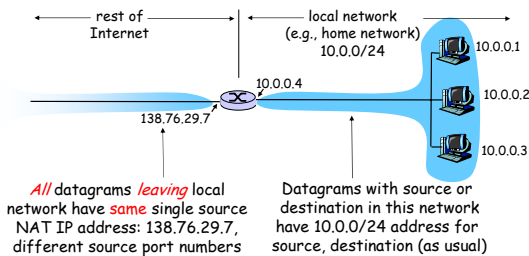 rest of
Internet
local network
(e.g., home network)
10.0.0/24
10.0.0.1
10.0.0.4
10.0.0.2
138.76.29.7
10.0.0.3
All datagrams leaving local
network have same single source
NAT IP address: 138.76.29.7,
different source port numbers
Datagrams with source or
destination in this network
have 10.0.0/24 address for
source, destination (as usual)